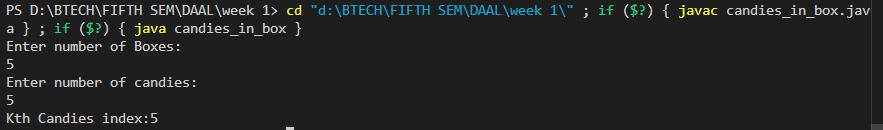 PS D:\BTECH\FIFTH SEM\DAAL\week 1> cd "d:\BTECH\FIFTH SEM\DAAL\week 1\" ; if ($?) { javac candies_in_box.jav
a } ; if ($?) { java candies_in_box }
Enter number of Boxes:
5
Enter number of candies:
5
Kth Candies index:5